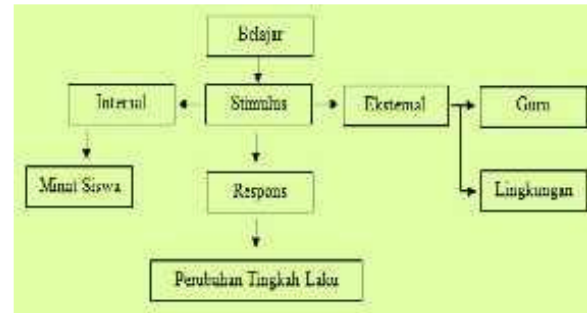 Belajar
Internal
Stimulus
Eksternal
Guru
Minat Siswa
Respons
Lingkungan
Perubahan Tingkah Laku